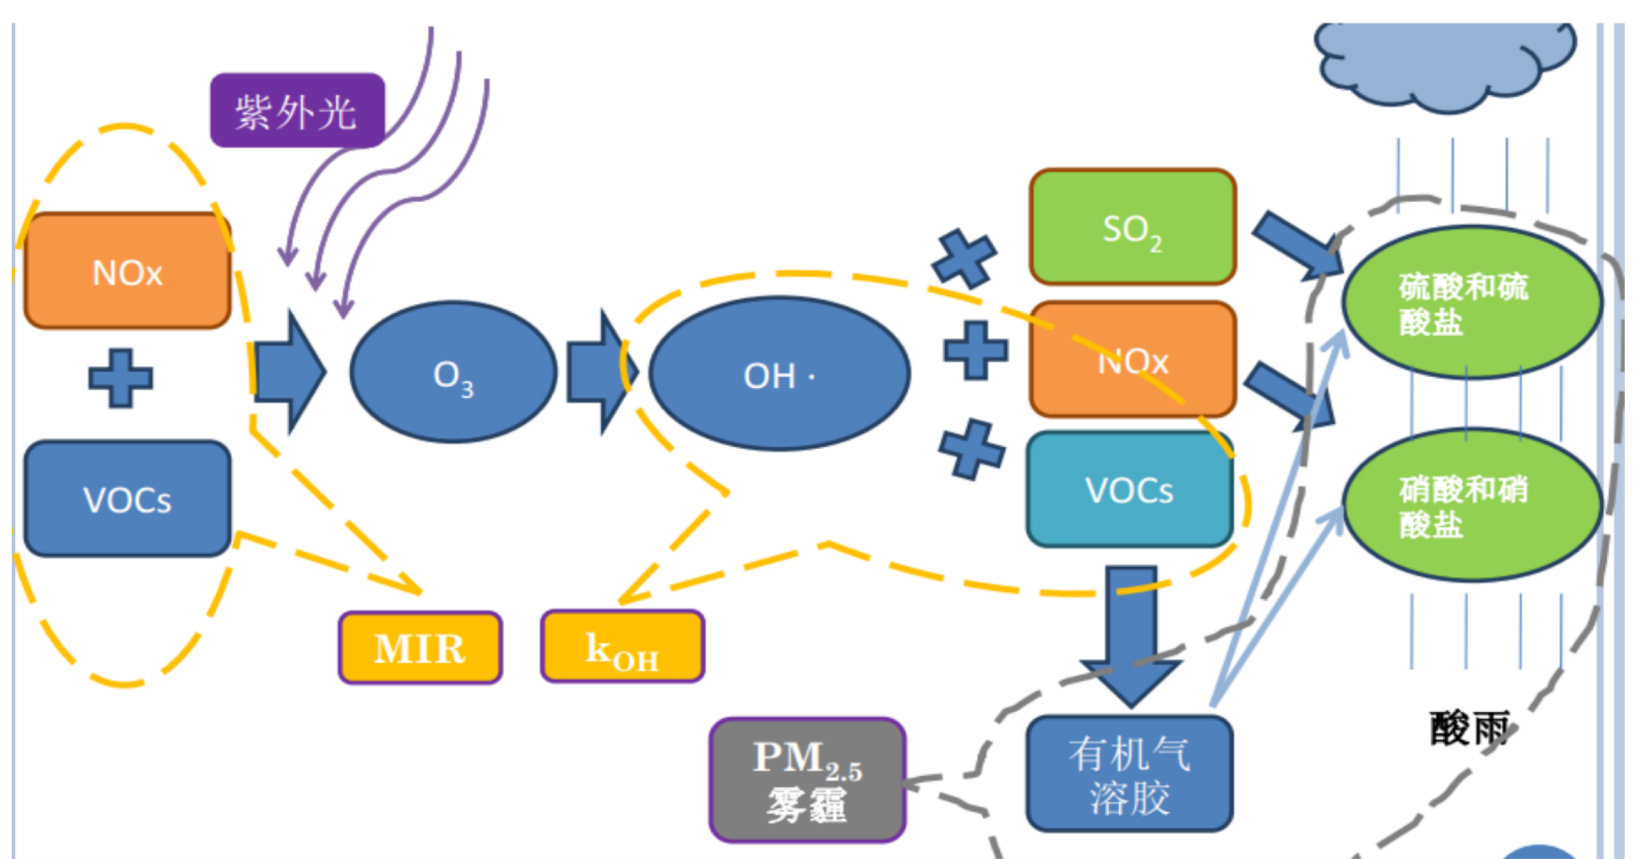 紫外光
NOx
VOCs
O₃
OH ·
SO₂
NOx
VOCs
硫酸和硫
酸盐
硝酸和硝
酸盐
MIR
kOH
PM₂.₅
雾霾
有机气
溶胶
酸雨